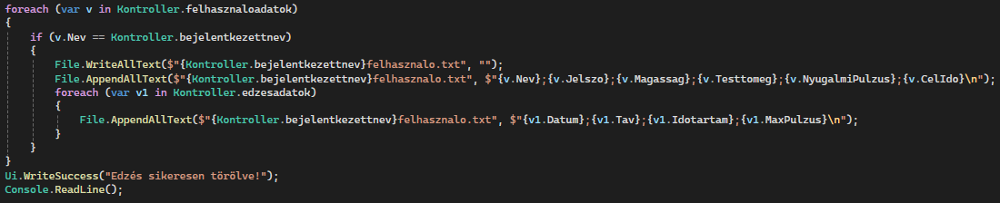 foreach (var v in Kontroller.felhasznaloadatok)
{
if (v.Nev == Kontroller.bejelentkezettnev)
{
File.WriteAllText($"{Kontroller.bejelentkezettnev}felhasznalo.txt", "");
File.AppendAllText($"{Kontroller.bejelentkezettnev}felhasznalo.txt", $"{v.Nev};{v.Jelszo};{v.Magassag};{v.Testtomeg};{v.NyugalmiPulzus};{v.CelIdo}\n");
foreach (var v1 in Kontroller.edzesadatok)
{
File.AppendAllText($"{Kontroller.bejelentkezettnev}felhasznalo.txt", $"{v1.Datum};{v1.Tav};{v1.Idotartam};{v1.MaxPulzus}\n");
}
}
}
Ui.WriteSuccess("Edzés sikeresen törölve!");
Console.ReadLine();